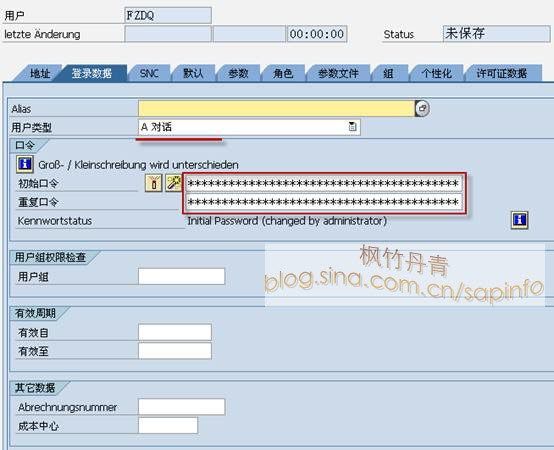 用户 FZDQ
letzte Änderung 00:00:00 Status 未保存
地址 登录数据 SNC 默认 参数 角色 参数文件 组 个性化 许可证数据
Alias
用户类型 A 对话
口令
Groß- / Kleinschreibung wird unterschieden
初始口令 ****************************************
重复口令 ****************************************
Kennwortstatus Initial Password (changed by administrator)
枫竹丹青
用户组权限检查
blog.sina.com.cn/sapinfo
用户组
有效周期
有效自
有效至
其它数据
Abrechnungsnummer
成本中心